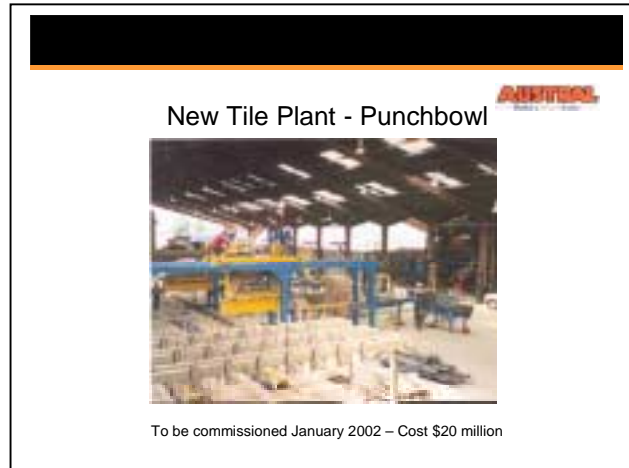 New Tile Plant - Punchbowl
AUSTRAL
To be commissioned January 2002 – Cost $20 million